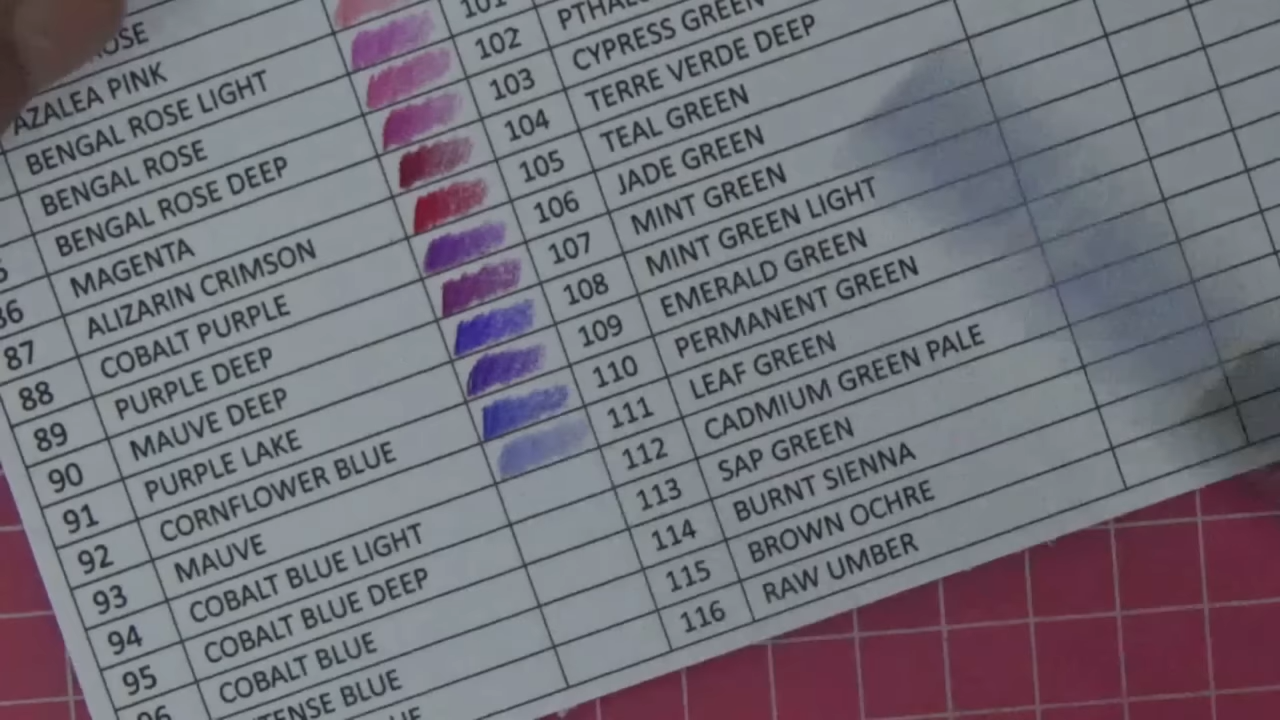 AZALEA PINK
BENGAL ROSE LIGHT
BENGAL ROSE
BENGAL ROSE DEEP
86 MAGENTA
87 ALIZARIN CRIMSON
88 COBALT PURPLE
89 PURPLE DEEP
90 MAUVE DEEP
91 PURPLE LAKE
92 CORNFLOWER BLUE
93 MAUVE
94 COBALT BLUE LIGHT
95 COBALT BLUE DEEP
96 COBALT BLUE
BLUE
101
102
103 CYPRESS GREEN
104 TERRE VERDE DEEP
105 TEAL GREEN
106 JADE GREEN
107 MINT GREEN
108 MINT GREEN LIGHT
109 EMERALD GREEN
110 PERMANENT GREEN
111 LEAF GREEN
112 CADMIUM GREEN PALE
113 SAP GREEN
114 BURNT SIENNA
115 BROWN OCHRE
116 RAW UMBER